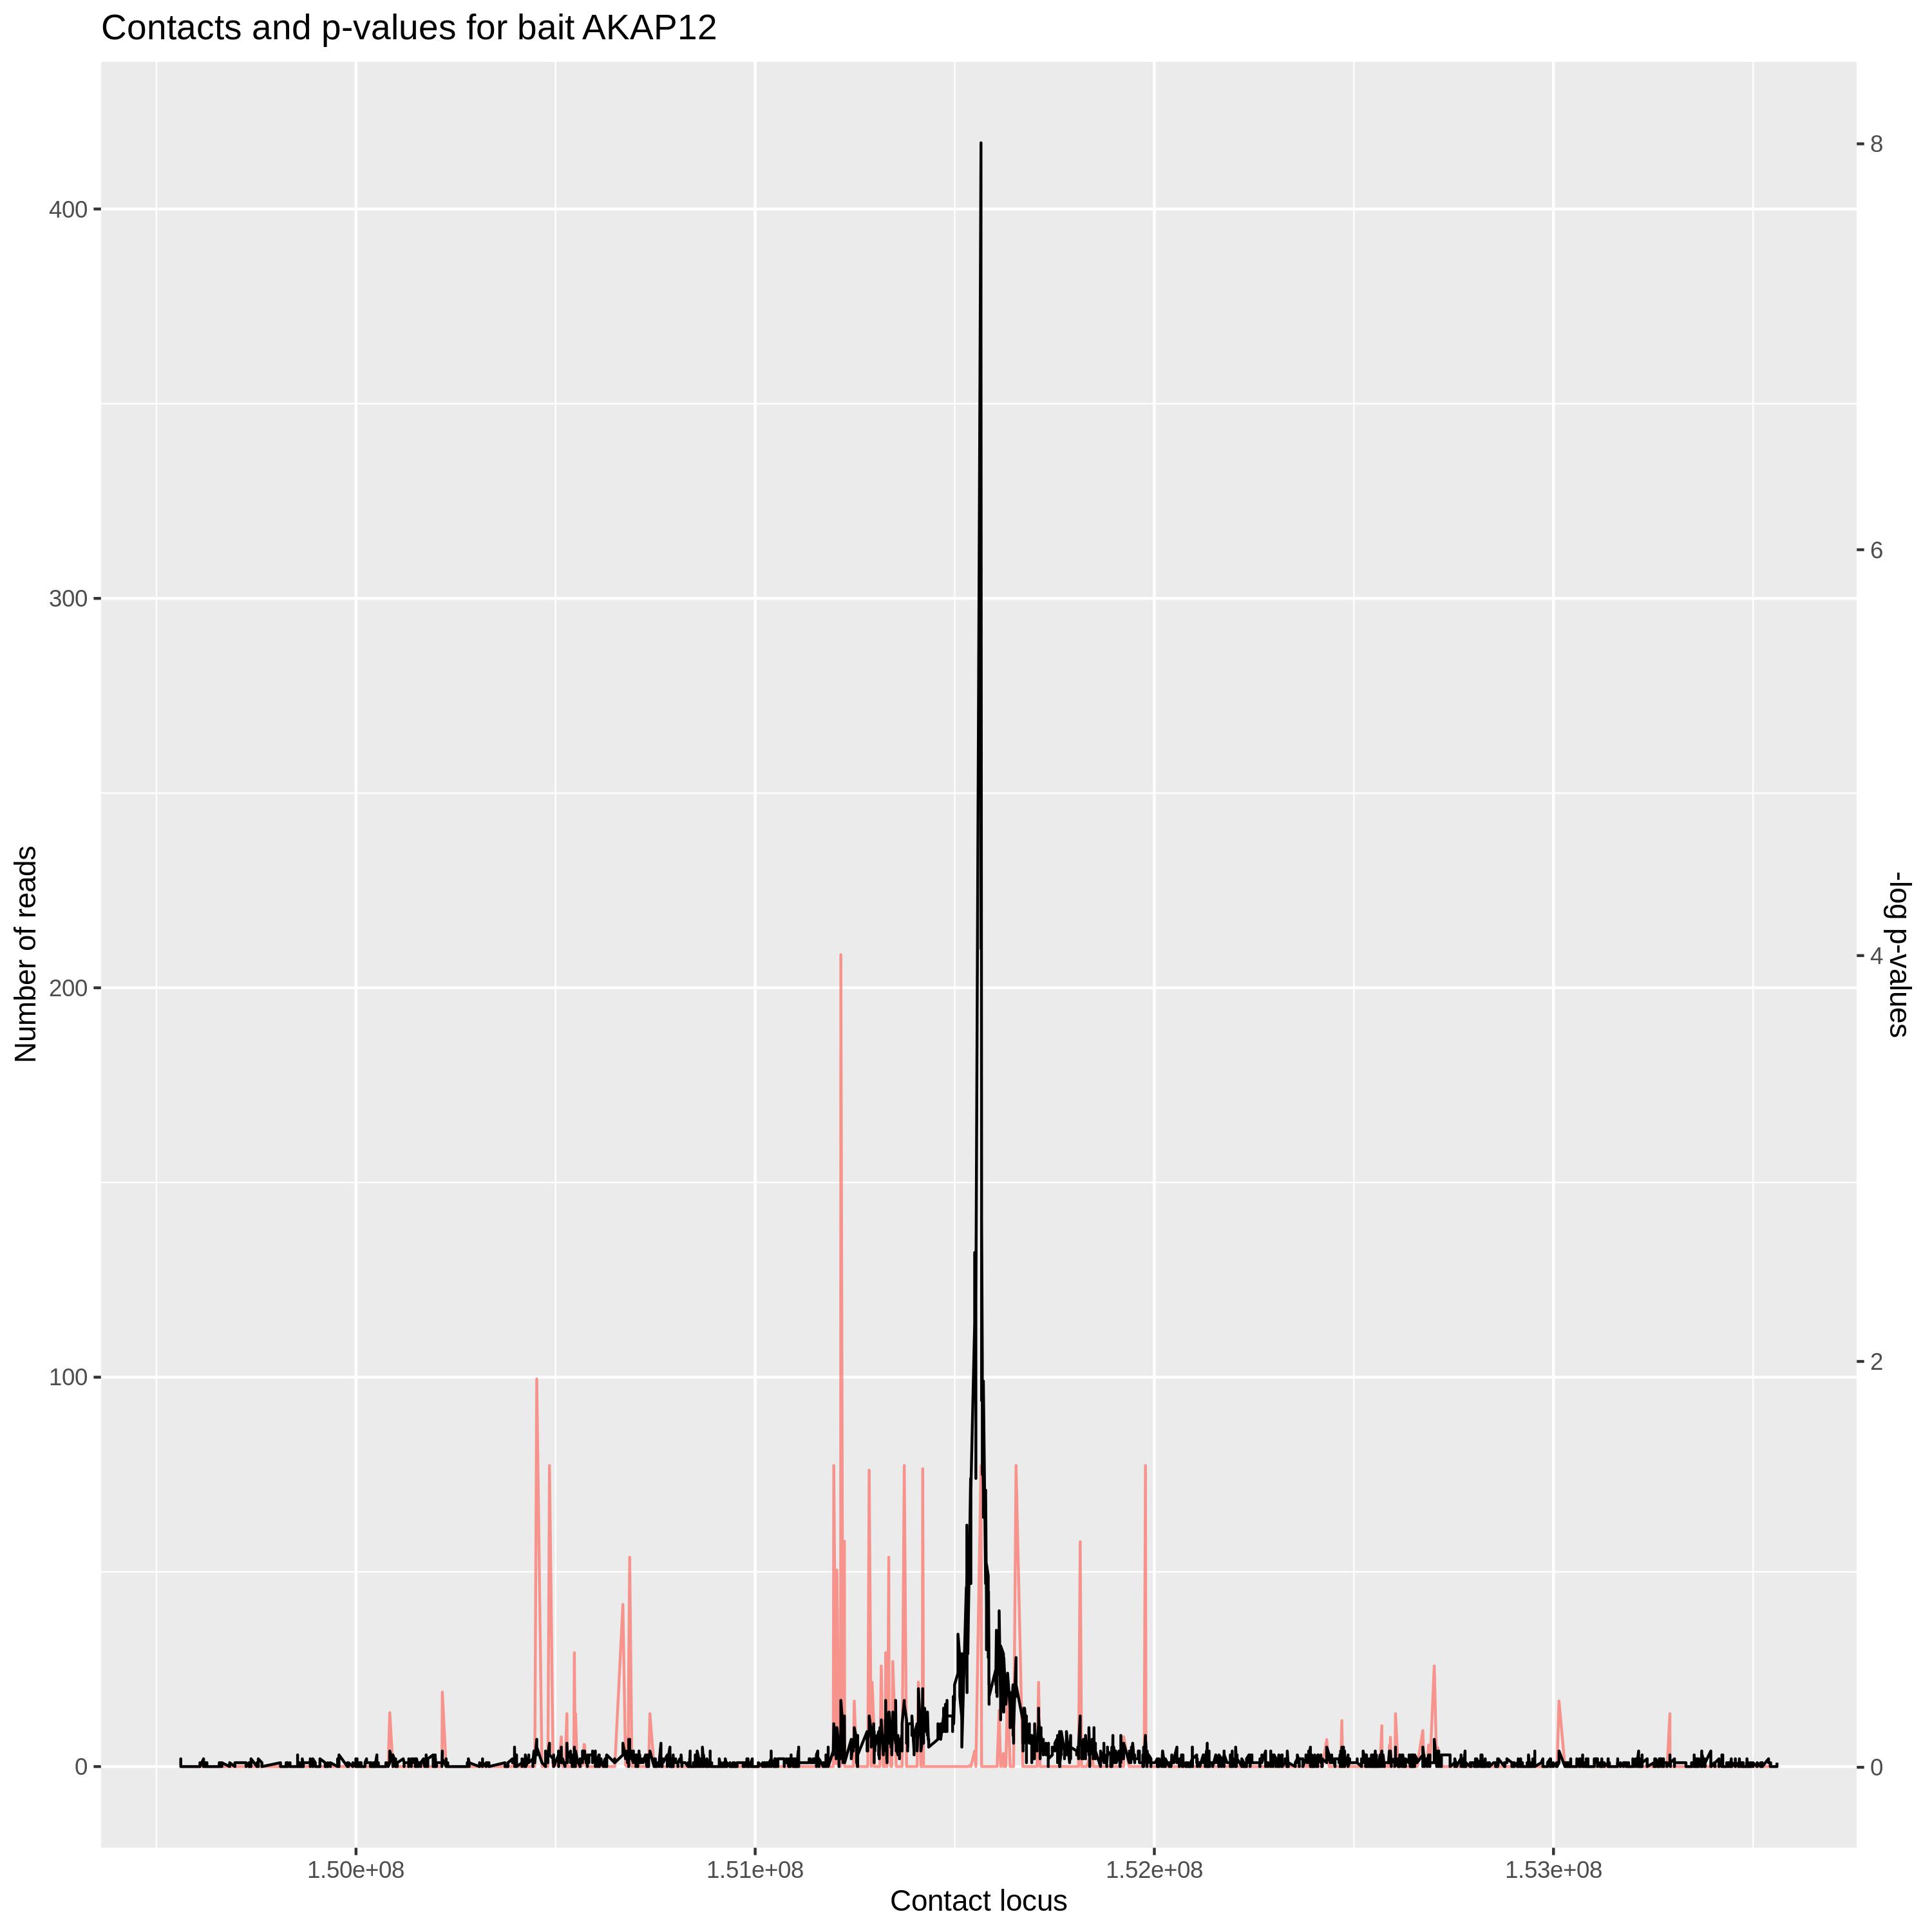 Contacts and p-values for bait AKAP12
400
300
200
100
0
8
6
4
2
0
Number of reads
-log p-values
1.50e+08
1.51e+08
1.52e+08
1.53e+08
Contact locus